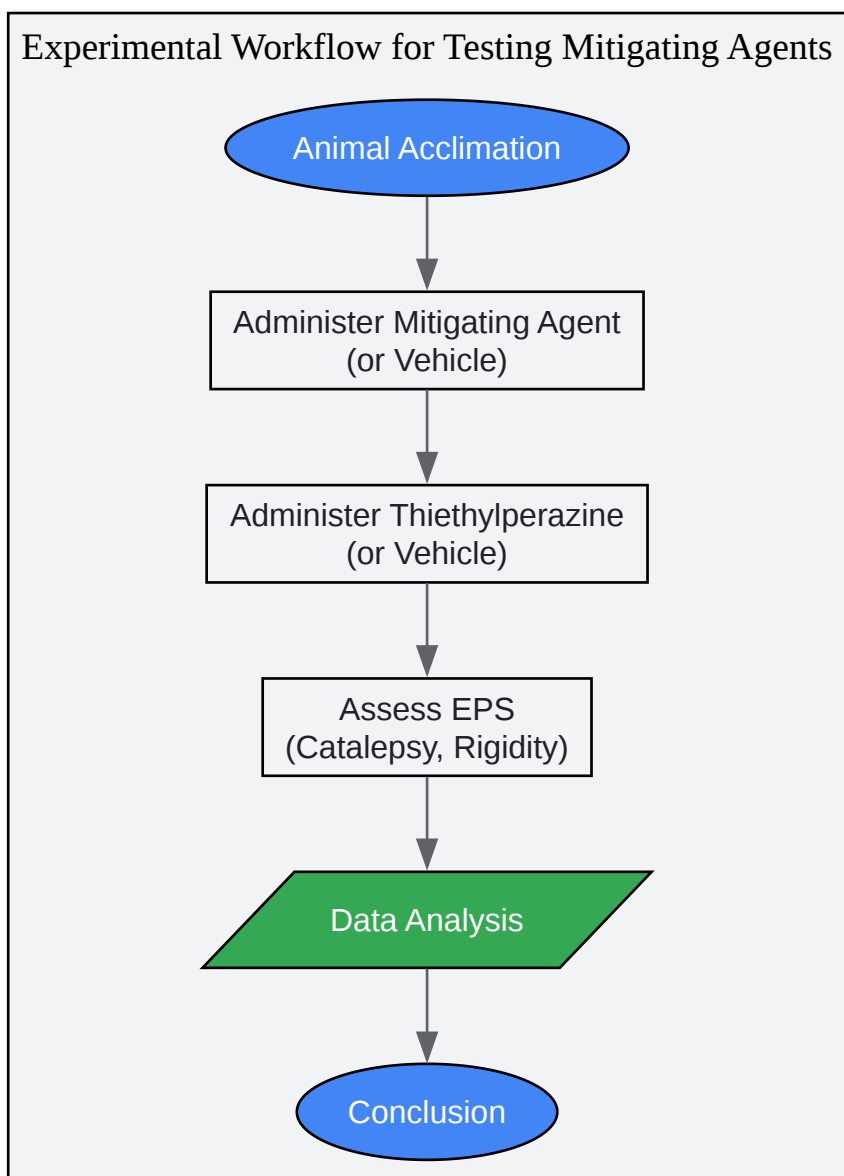 Experimental Workflow for Testing Mitigating Agents
Animal Acclimation
Administer Mitigating Agent
(or Vehicle)
Administer Thiethylperazine
(or Vehicle)
Assess EPS
(Catalepsy, Rigidity)
Data Analysis
Conclusion